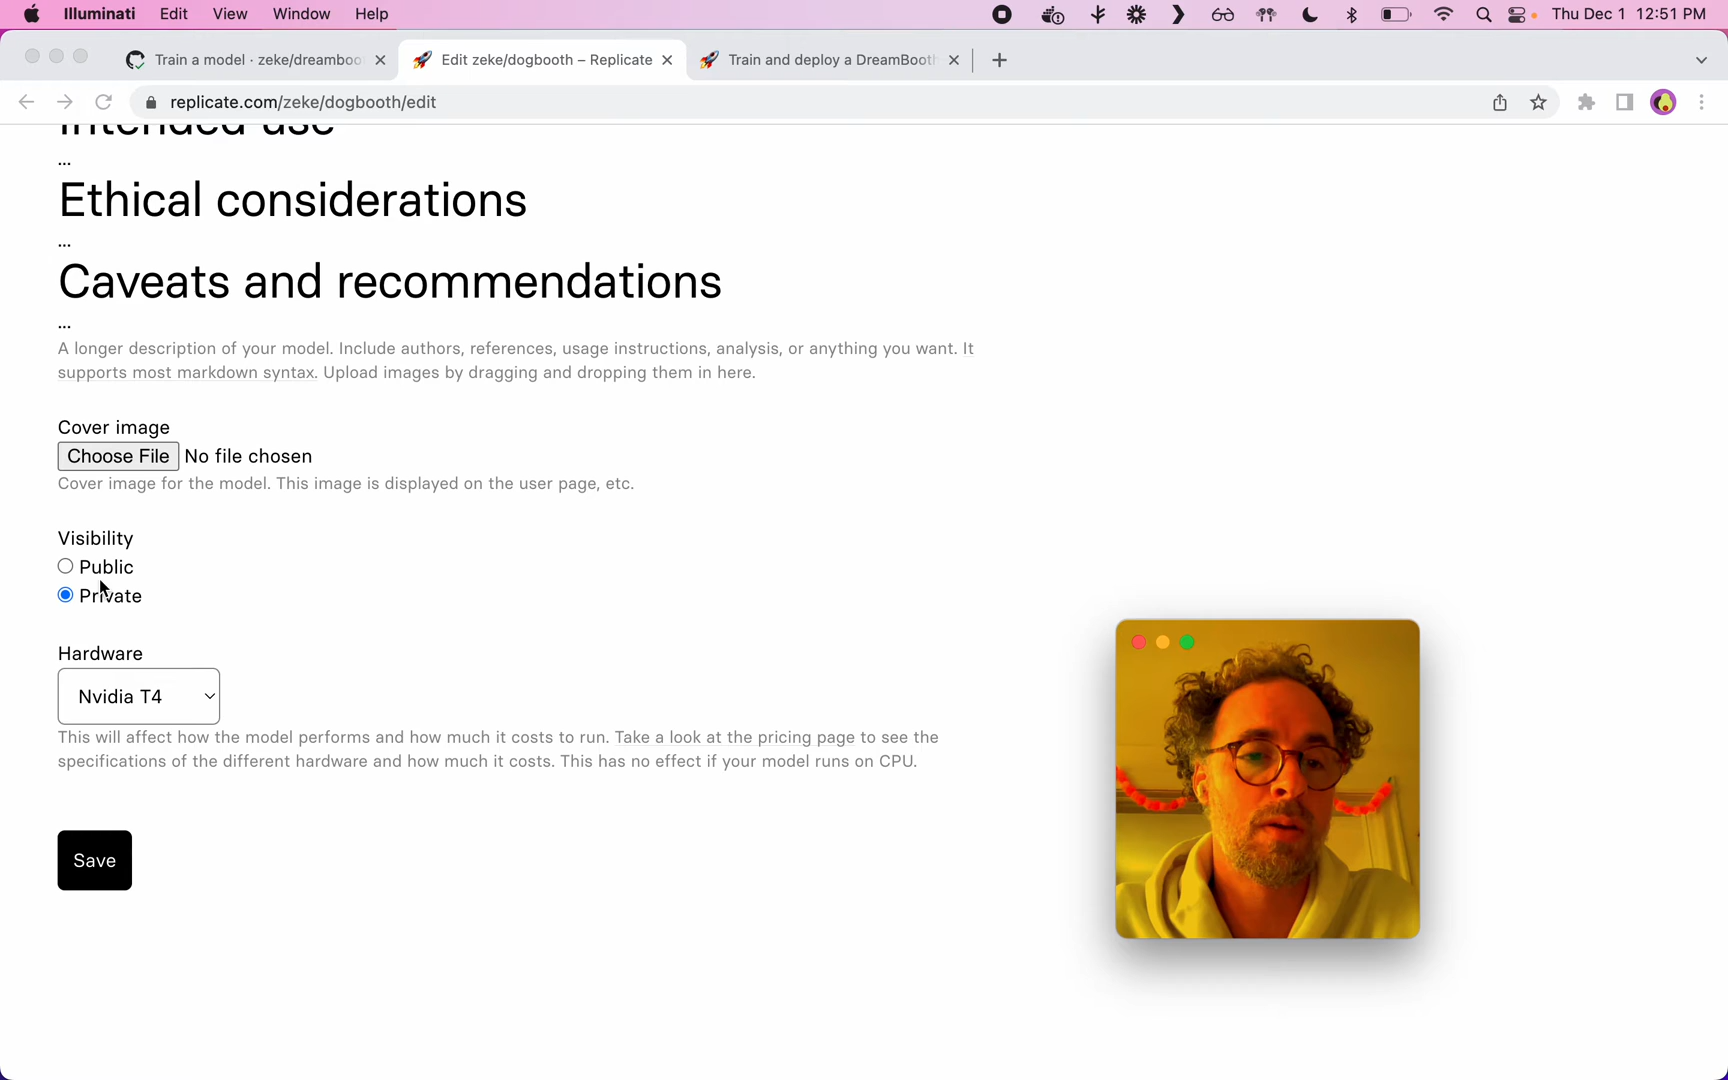 Illuminati Edit View Window Help Thu Dec 1 12:51 PM
Train a model · zeke/dreamboo Edit zeke/dogbooth – Replicate Train and deploy a DreamBooth
replicate.com/zeke/dogbooth/edit
Intended use
...
Ethical considerations
...
Caveats and recommendations
...
A longer description of your model. Include authors, references, usage instructions, analysis, or anything you want. It
supports most markdown syntax. Upload images by dragging and dropping them in here.
Cover image
Choose File No file chosen
Cover image for the model. This image is displayed on the user page, etc.
Visibility
Public
Private
Hardware
Nvidia T4
This will affect how the model performs and how much it costs to run. Take a look at the pricing page to see the
specifications of the different hardware and how much it costs. This has no effect if your model runs on CPU.
Save